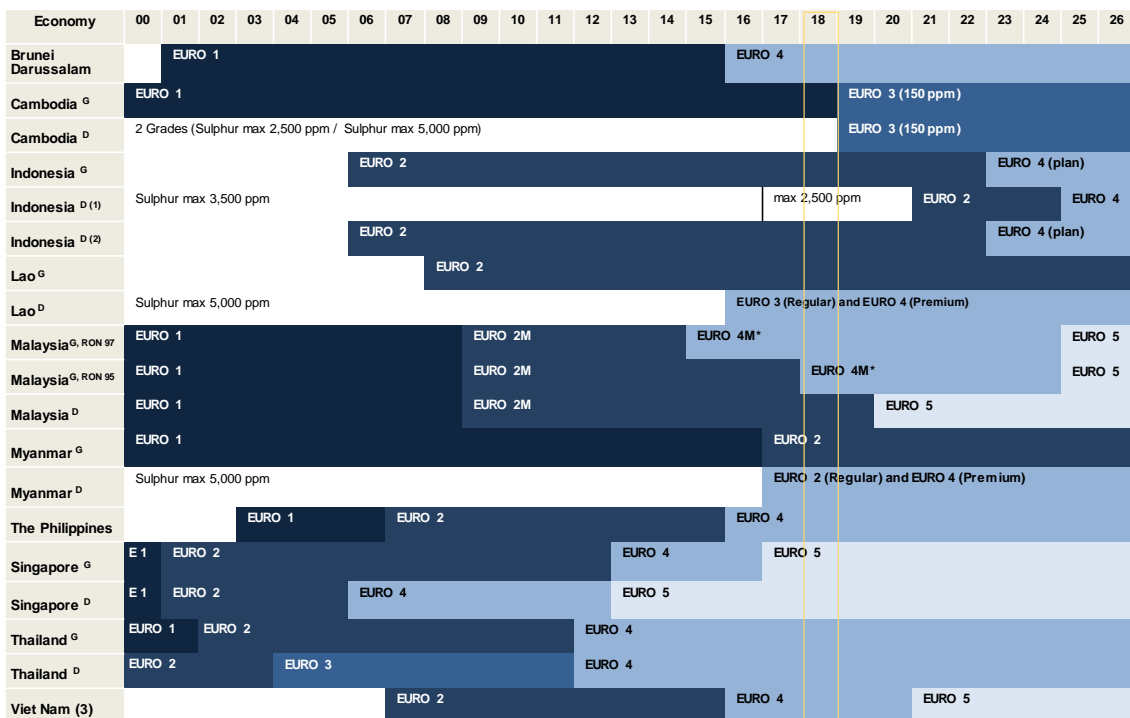 Economy 00 01 02 03 04 05 06 07 08 09 10 11 12 13 14 15 16 17 18 19 20 21 22 23 24 25 26
Brunei Darussalam EURO 1 EURO 4
Cambodia G EURO 1 EURO 3 (150 ppm)
Cambodia D 2 Grades (Sulphur max 2,500 ppm / Sulphur max 5,000 ppm) EURO 3 (150 ppm)
Indonesia G EURO 2 EURO 4 (plan)
Indonesia D (1) Sulphur max 3,500 ppm max 2,500 ppm EURO 2 EURO 4
Indonesia D (2) EURO 2 EURO 4 (plan)
Lao G EURO 2
Lao D Sulphur max 5,000 ppm EURO 3 (Regular) and EURO 4 (Premium)
Malaysia G, RON 97 EURO 1 EURO 2M EURO 4M* EURO 5
Malaysia G, RON 95 EURO 1 EURO 2M EURO 4M* EURO 5
Malaysia D EURO 1 EURO 2M EURO 5
Myanmar G EURO 1 EURO 2
Myanmar D Sulphur max 5,000 ppm EURO 2 (Regular) and EURO 4 (Premium)
The Philippines EURO 1 EURO 2 EURO 4
Singapore G E 1 EURO 2 EURO 4 EURO 5
Singapore D E 1 EURO 2 EURO 4 EURO 5
Thailand G EURO 1 EURO 2 EURO 4
Thailand D EURO 2 EURO 3 EURO 4
Viet Nam (3) EURO 2 EURO 4 EURO 5